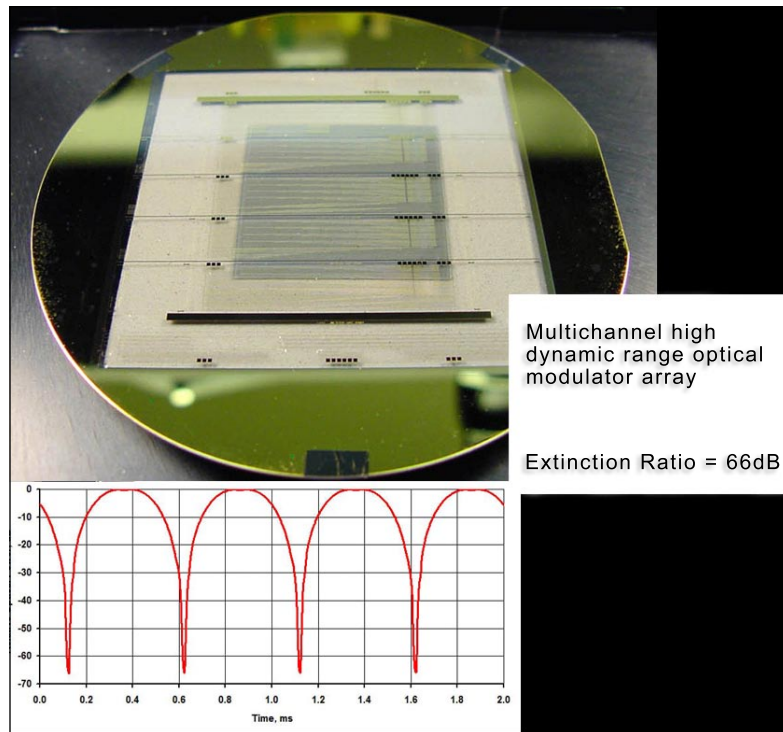 Multichannel high
dynamic range optical
modulator array
Extinction Ratio = 66dB
0
-10
-20
-30
-40
-50
-60
-70
0.0 0.2 0.4 0.6 0.8 1.0 1.2 1.4 1.6 1.8 2.0
Time, ms